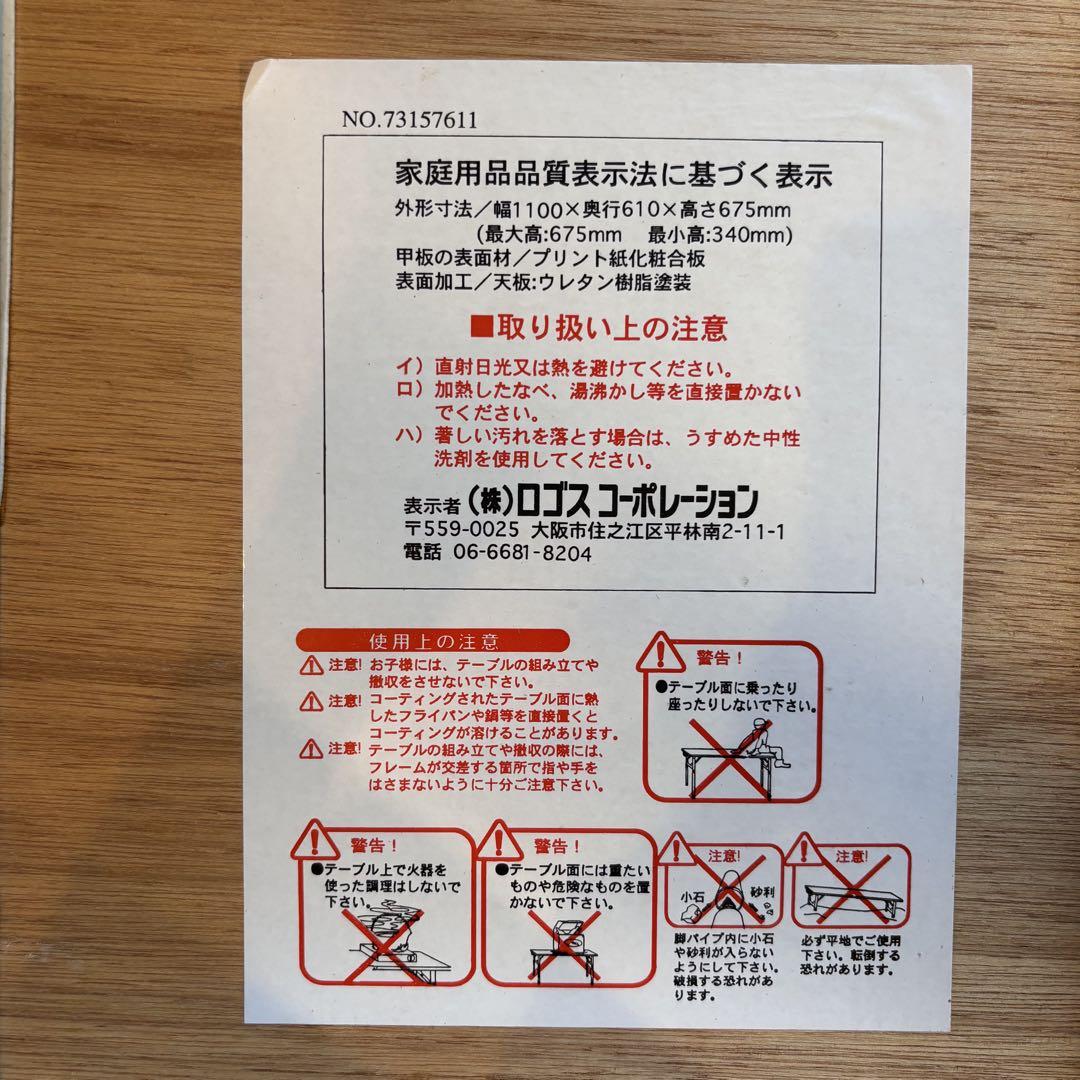 NO.73157611
家庭用品品質表示法に基づく表示
外形寸法／幅1100×奥行610×高さ675mm
(最大高:675mm 最小高:340mm)
甲板の表面材／プリント紙化粧合板
表面加工／天板:ウレタン樹脂塗装
■取り扱い上の注意
イ）直射日光又は熱を避けてください。
ロ）加熱したなべ、湯沸かし等を直接置かない
でください。
ハ）著しい汚れを落とす場合は、うすめた中性
洗剤を使用してください。
表示者 (株)ロゴス コーポレーション
〒559-0025 大阪市住之江区平林南2-11-1
電話 06-6681-8204
使用上の注意
注意! お子様には、テーブルの組み立てや
撤収をさせないで下さい。
注意! コーティングされたテーブル面に熱
したフライパンや鍋等を直接置くと
コーティングが溶けることがあります。
注意! テーブルの組み立てや撤収の際には、
フレームが交差する箇所で指や手を
はさまないように十分ご注意下さい。
警告！
●テーブル面に乗ったり
座ったりしないで下さい。
警告！
●テーブル上で火器を
使った調理はしないで
下さい。
警告！
●テーブル面には重たい
ものや危険なものを置
かないで下さい。
注意!
小石 砂利
脚パイプ内に小石
や砂利が入らない
ようにして下さい。
破損する恐れがあ
ります。
注意!
必ず平地でご使用
下さい。転倒する
恐れがあります。